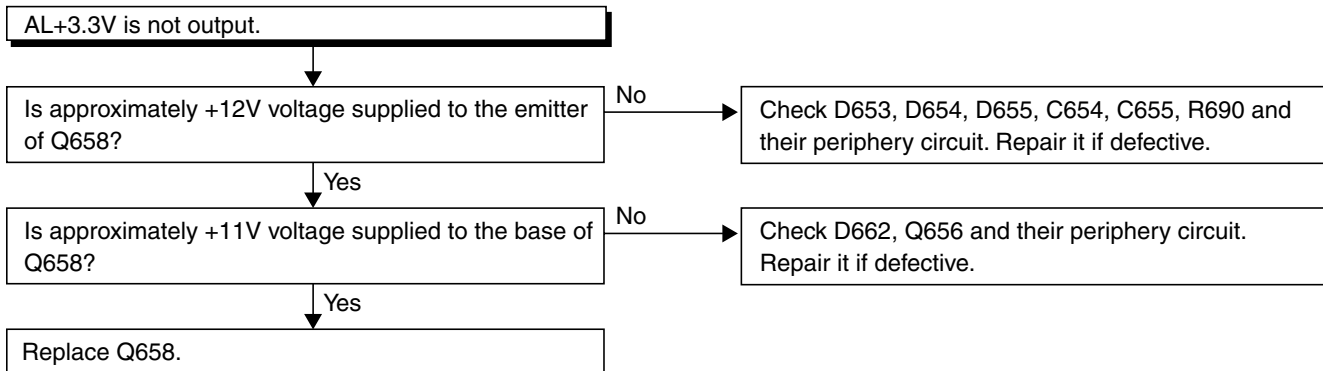 AL+3.3V is not output.
Is approximately +12V voltage supplied to the emitter
of Q658?
No
Check D653, D654, D655, C654, C655, R690 and
their periphery circuit. Repair it if defective.
Yes
Is approximately +11V voltage supplied to the base of
Q658?
No
Check D662, Q656 and their periphery circuit.
Repair it if defective.
Yes
Replace Q658.